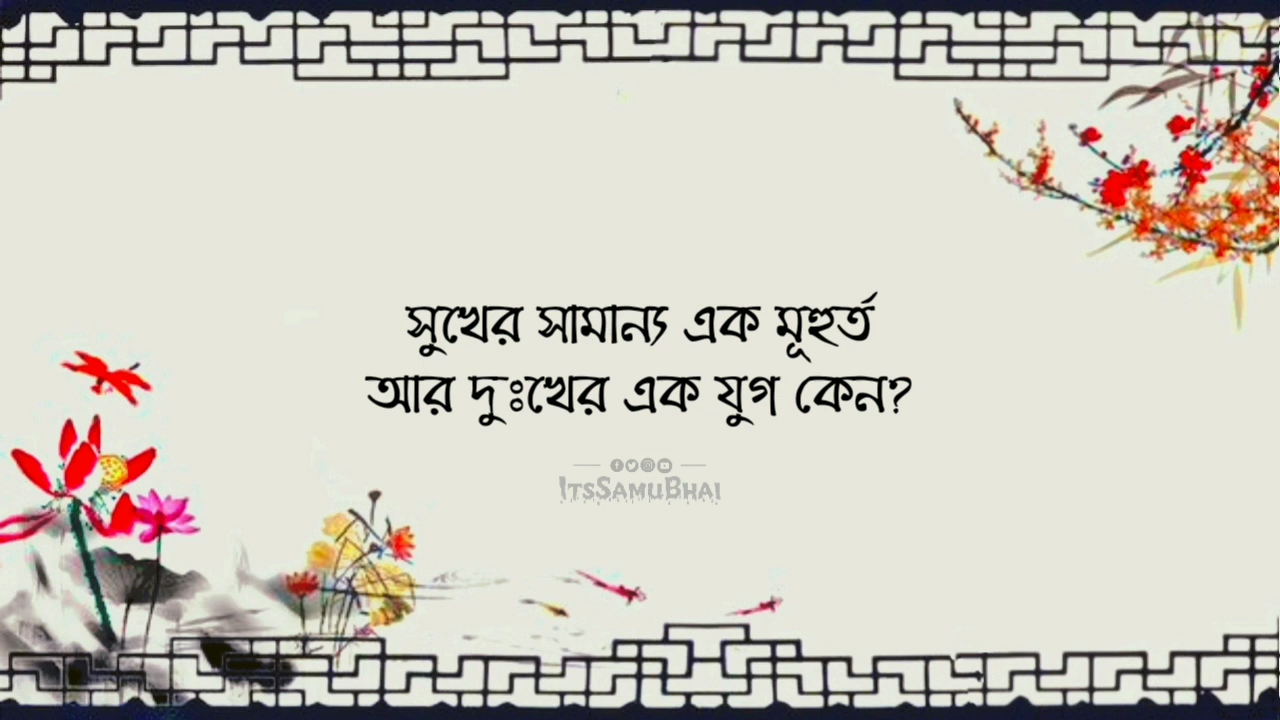 সুখের সামান্য এক মূহুর্ত
আর দুঃখের এক যুগ কেন?
ItsSamuBhai